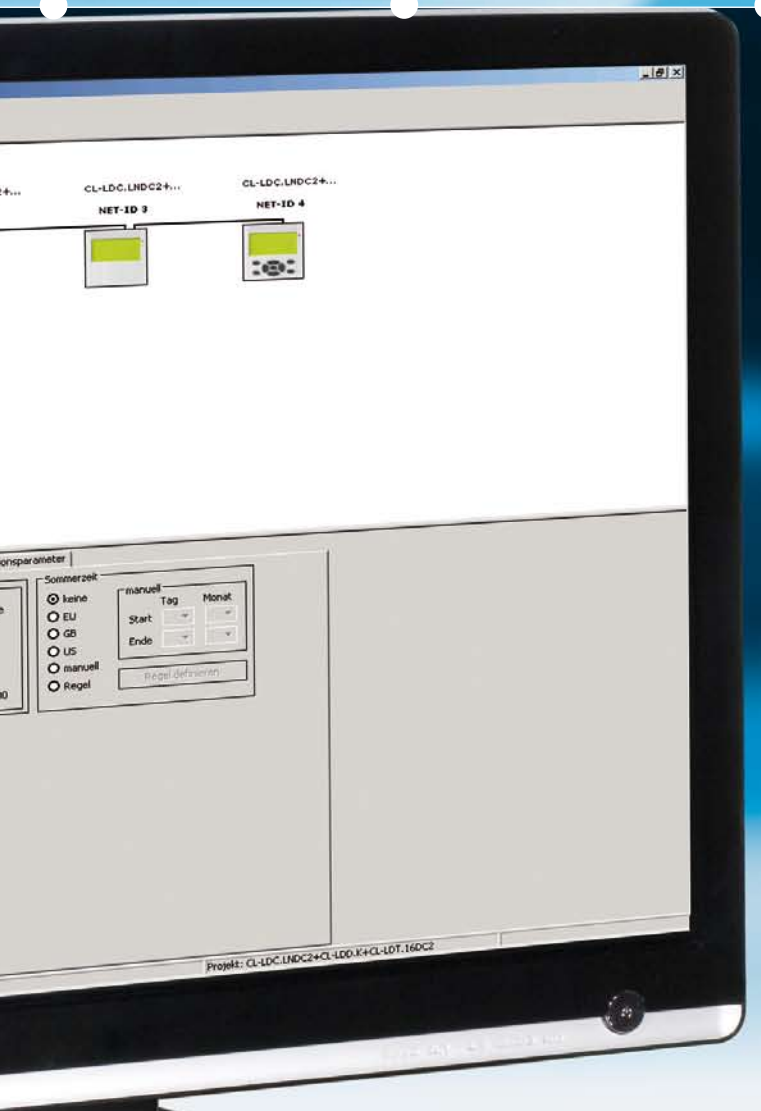 CL-LDC.LNDC2+...
CL-LDC.LNDC2+...
NET-ID 3
NET-ID 4
Sommerzeit
keine
EU
GB
US
manuell
Regel
manuell
Tag Monat
Start
Ende
Regel definieren
Projekt: CL-LDC.LNDC2+CL-LDD.K+CL-LDT.16DC2